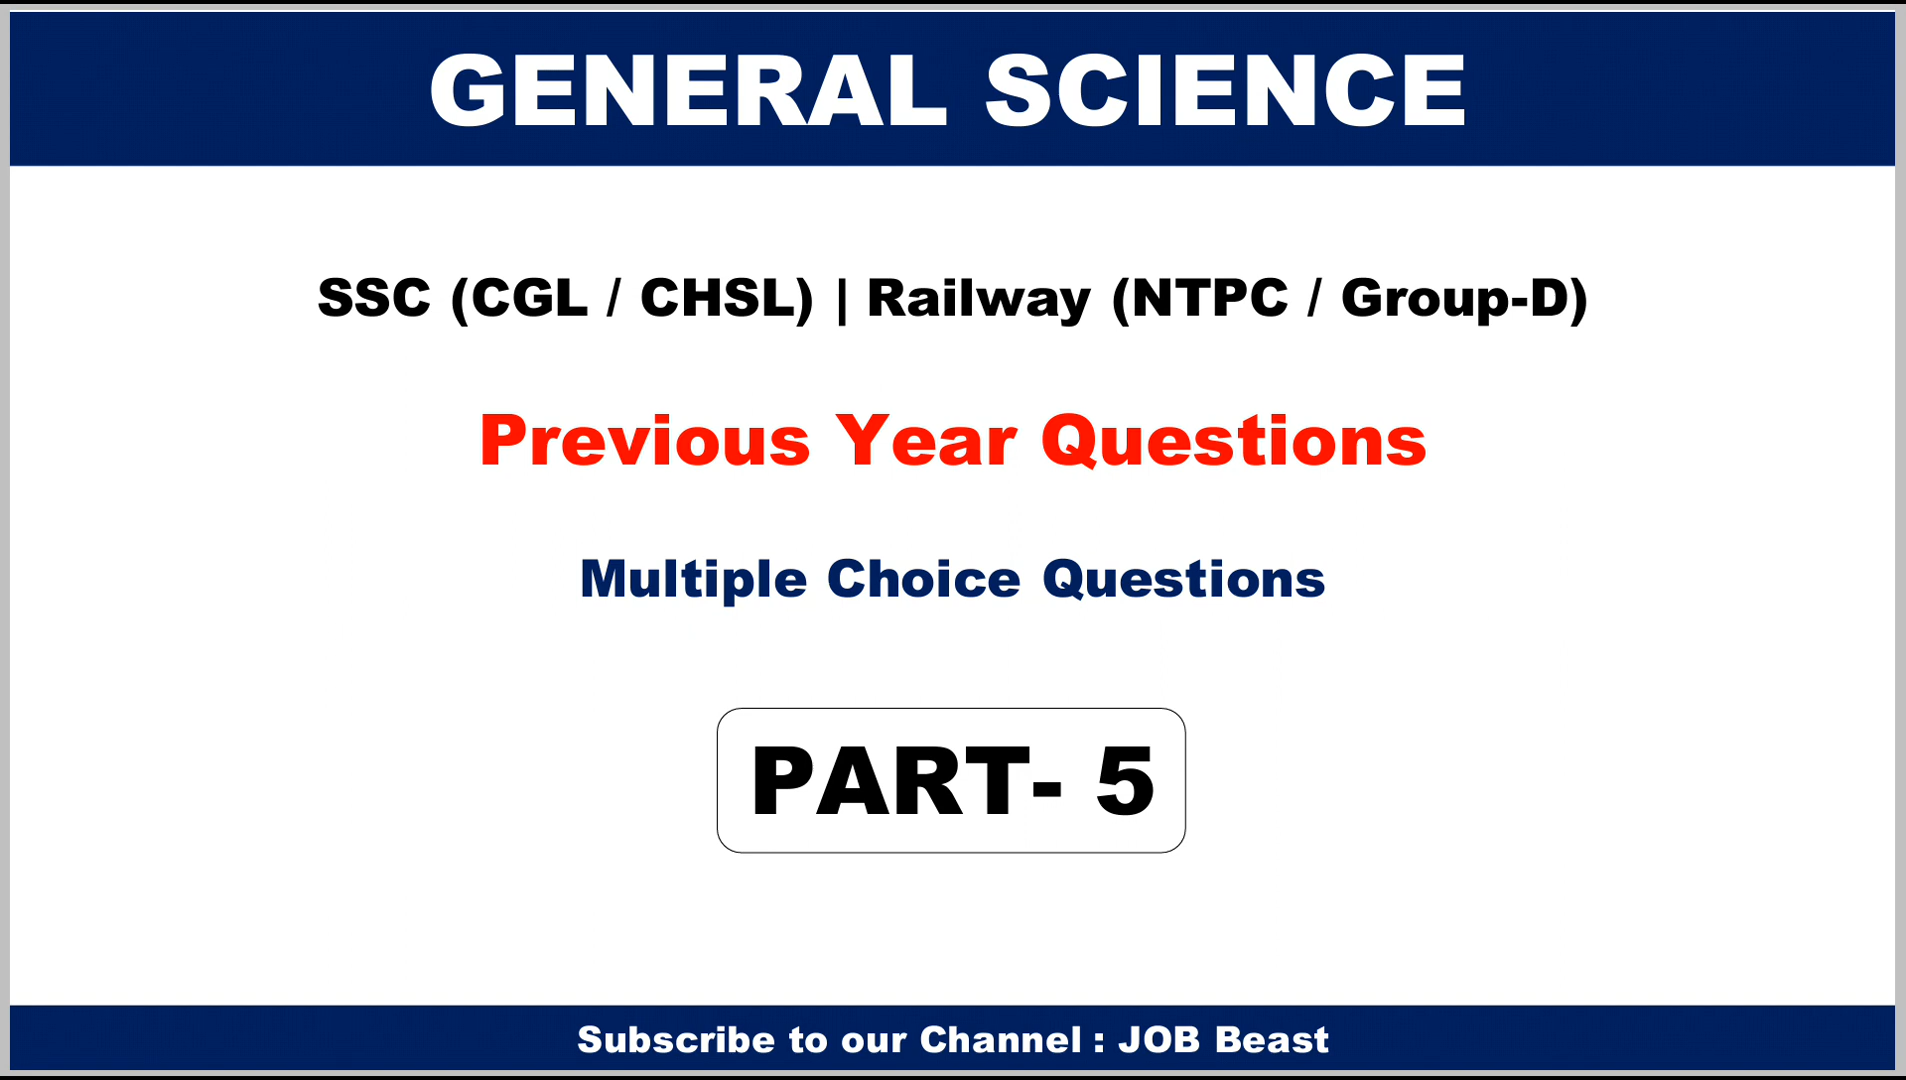 GENERAL SCIENCE
SSC (CGL / CHSL) | Railway (NTPC / Group-D)
Previous Year Questions
Multiple Choice Questions
PART- 5
Subscribe to our Channel : JOB Beast